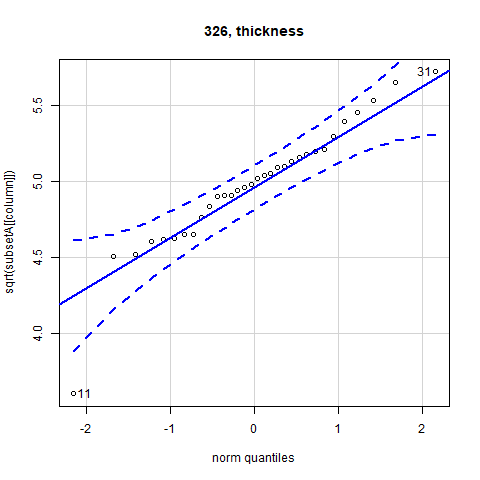 326, thickness
sqrt(subsetA[[column]])
5.5
5.0
4.5
4.0
31
11
-2 -1 0 1 2
norm quantiles